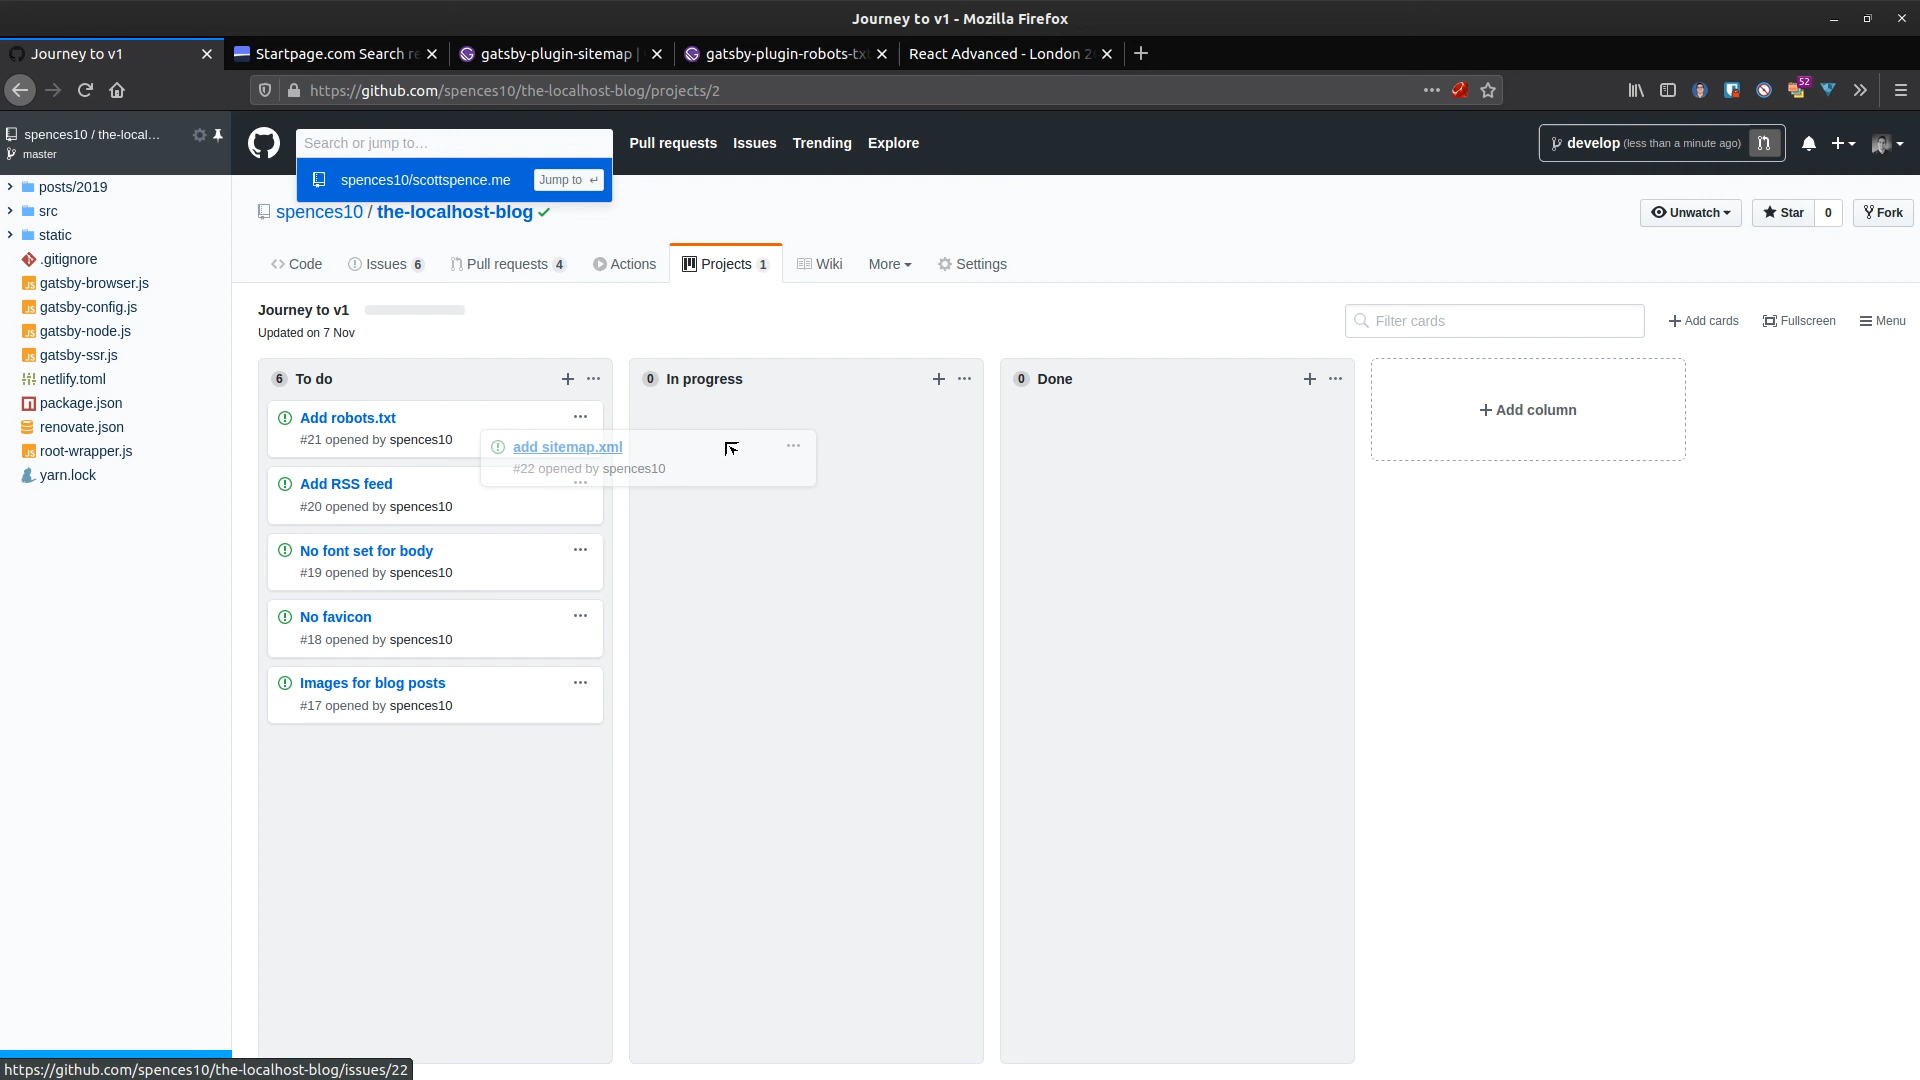 Journey to v1 - Mozilla Firefox
Journey to v1
Startpage.com Search re
gatsby-plugin-sitemap |
gatsby-plugin-robots-tx
React Advanced - London 2
https://github.com/spences10/the-localhost-blog/projects/2
52
spences10 / the-local...
master
Search or jump to...
Pull requests
Issues
Trending
Explore
develop (less than a minute ago)
spences10/scottspence.me
Jump to ↵
spences10 / the-localhost-blog
Unwatch
Star 0
Fork
posts/2019
src
static
.gitignore
gatsby-browser.js
gatsby-config.js
gatsby-node.js
gatsby-ssr.js
netlify.toml
package.json
renovate.json
root-wrapper.js
yarn.lock
Code
Issues 6
Pull requests 4
Actions
Projects 1
Wiki
More
Settings
Journey to v1
Updated on 7 Nov
Filter cards
Add cards
Fullscreen
Menu
6 To do
Add robots.txt
#21 opened by spences10
add sitemap.xml
#22 opened by spences10
Add RSS feed
#20 opened by spences10
No font set for body
#19 opened by spences10
No favicon
#18 opened by spences10
Images for blog posts
#17 opened by spences10
0 In progress
0 Done
Add column
https://github.com/spences10/the-localhost-blog/issues/22